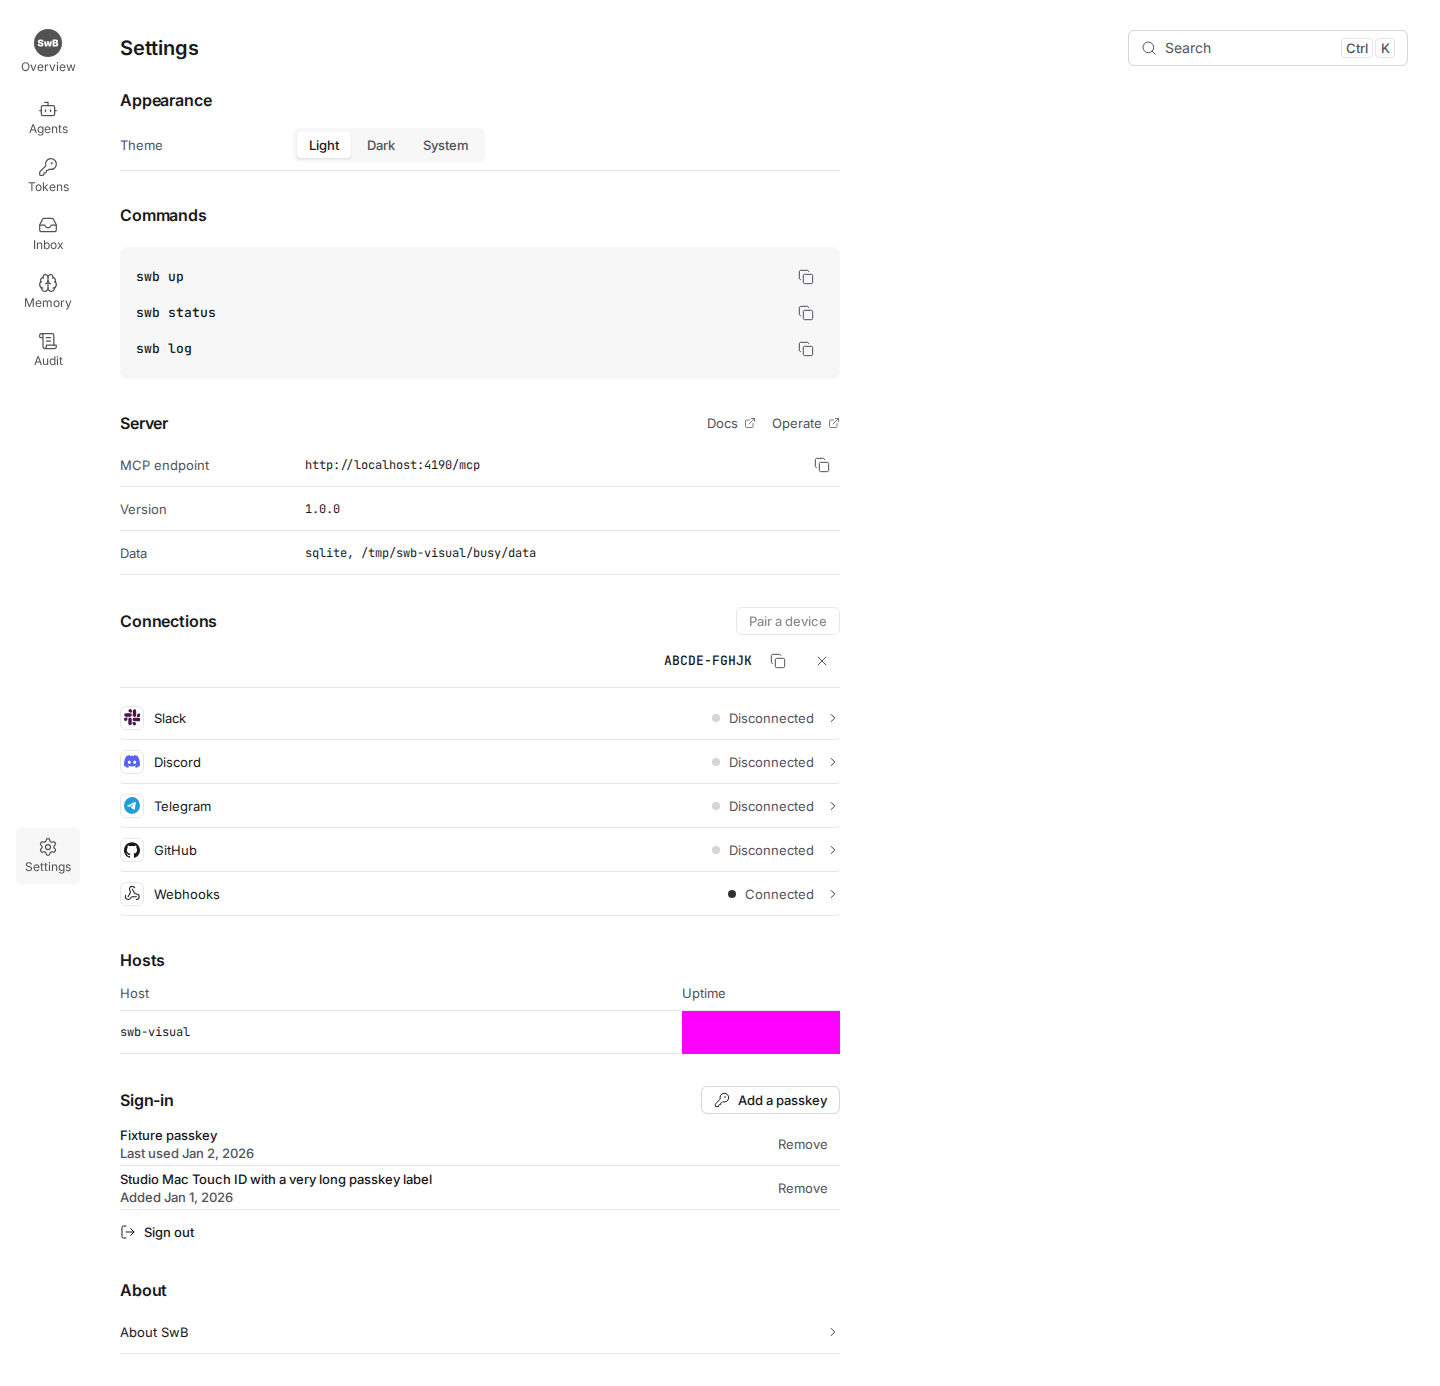 SwB
Overview
Agents
Tokens
Inbox
Memory
Audit
Settings
Settings
Search Ctrl K
Appearance
Theme Light Dark System
Commands
swb up
swb status
swb log
Server Docs Operate
MCP endpoint http://localhost:4190/mcp
Version 1.0.0
Data sqlite, /tmp/swb-visual/busy/data
Connections Pair a device
ABCDE-FGHJK
Slack Disconnected
Discord Disconnected
Telegram Disconnected
GitHub Disconnected
Webhooks Connected
Hosts
Host Uptime
swb-visual
Sign-in Add a passkey
Fixture passkey
Last used Jan 2, 2026 Remove
Studio Mac Touch ID with a very long passkey label
Added Jan 1, 2026 Remove
Sign out
About
About SwB